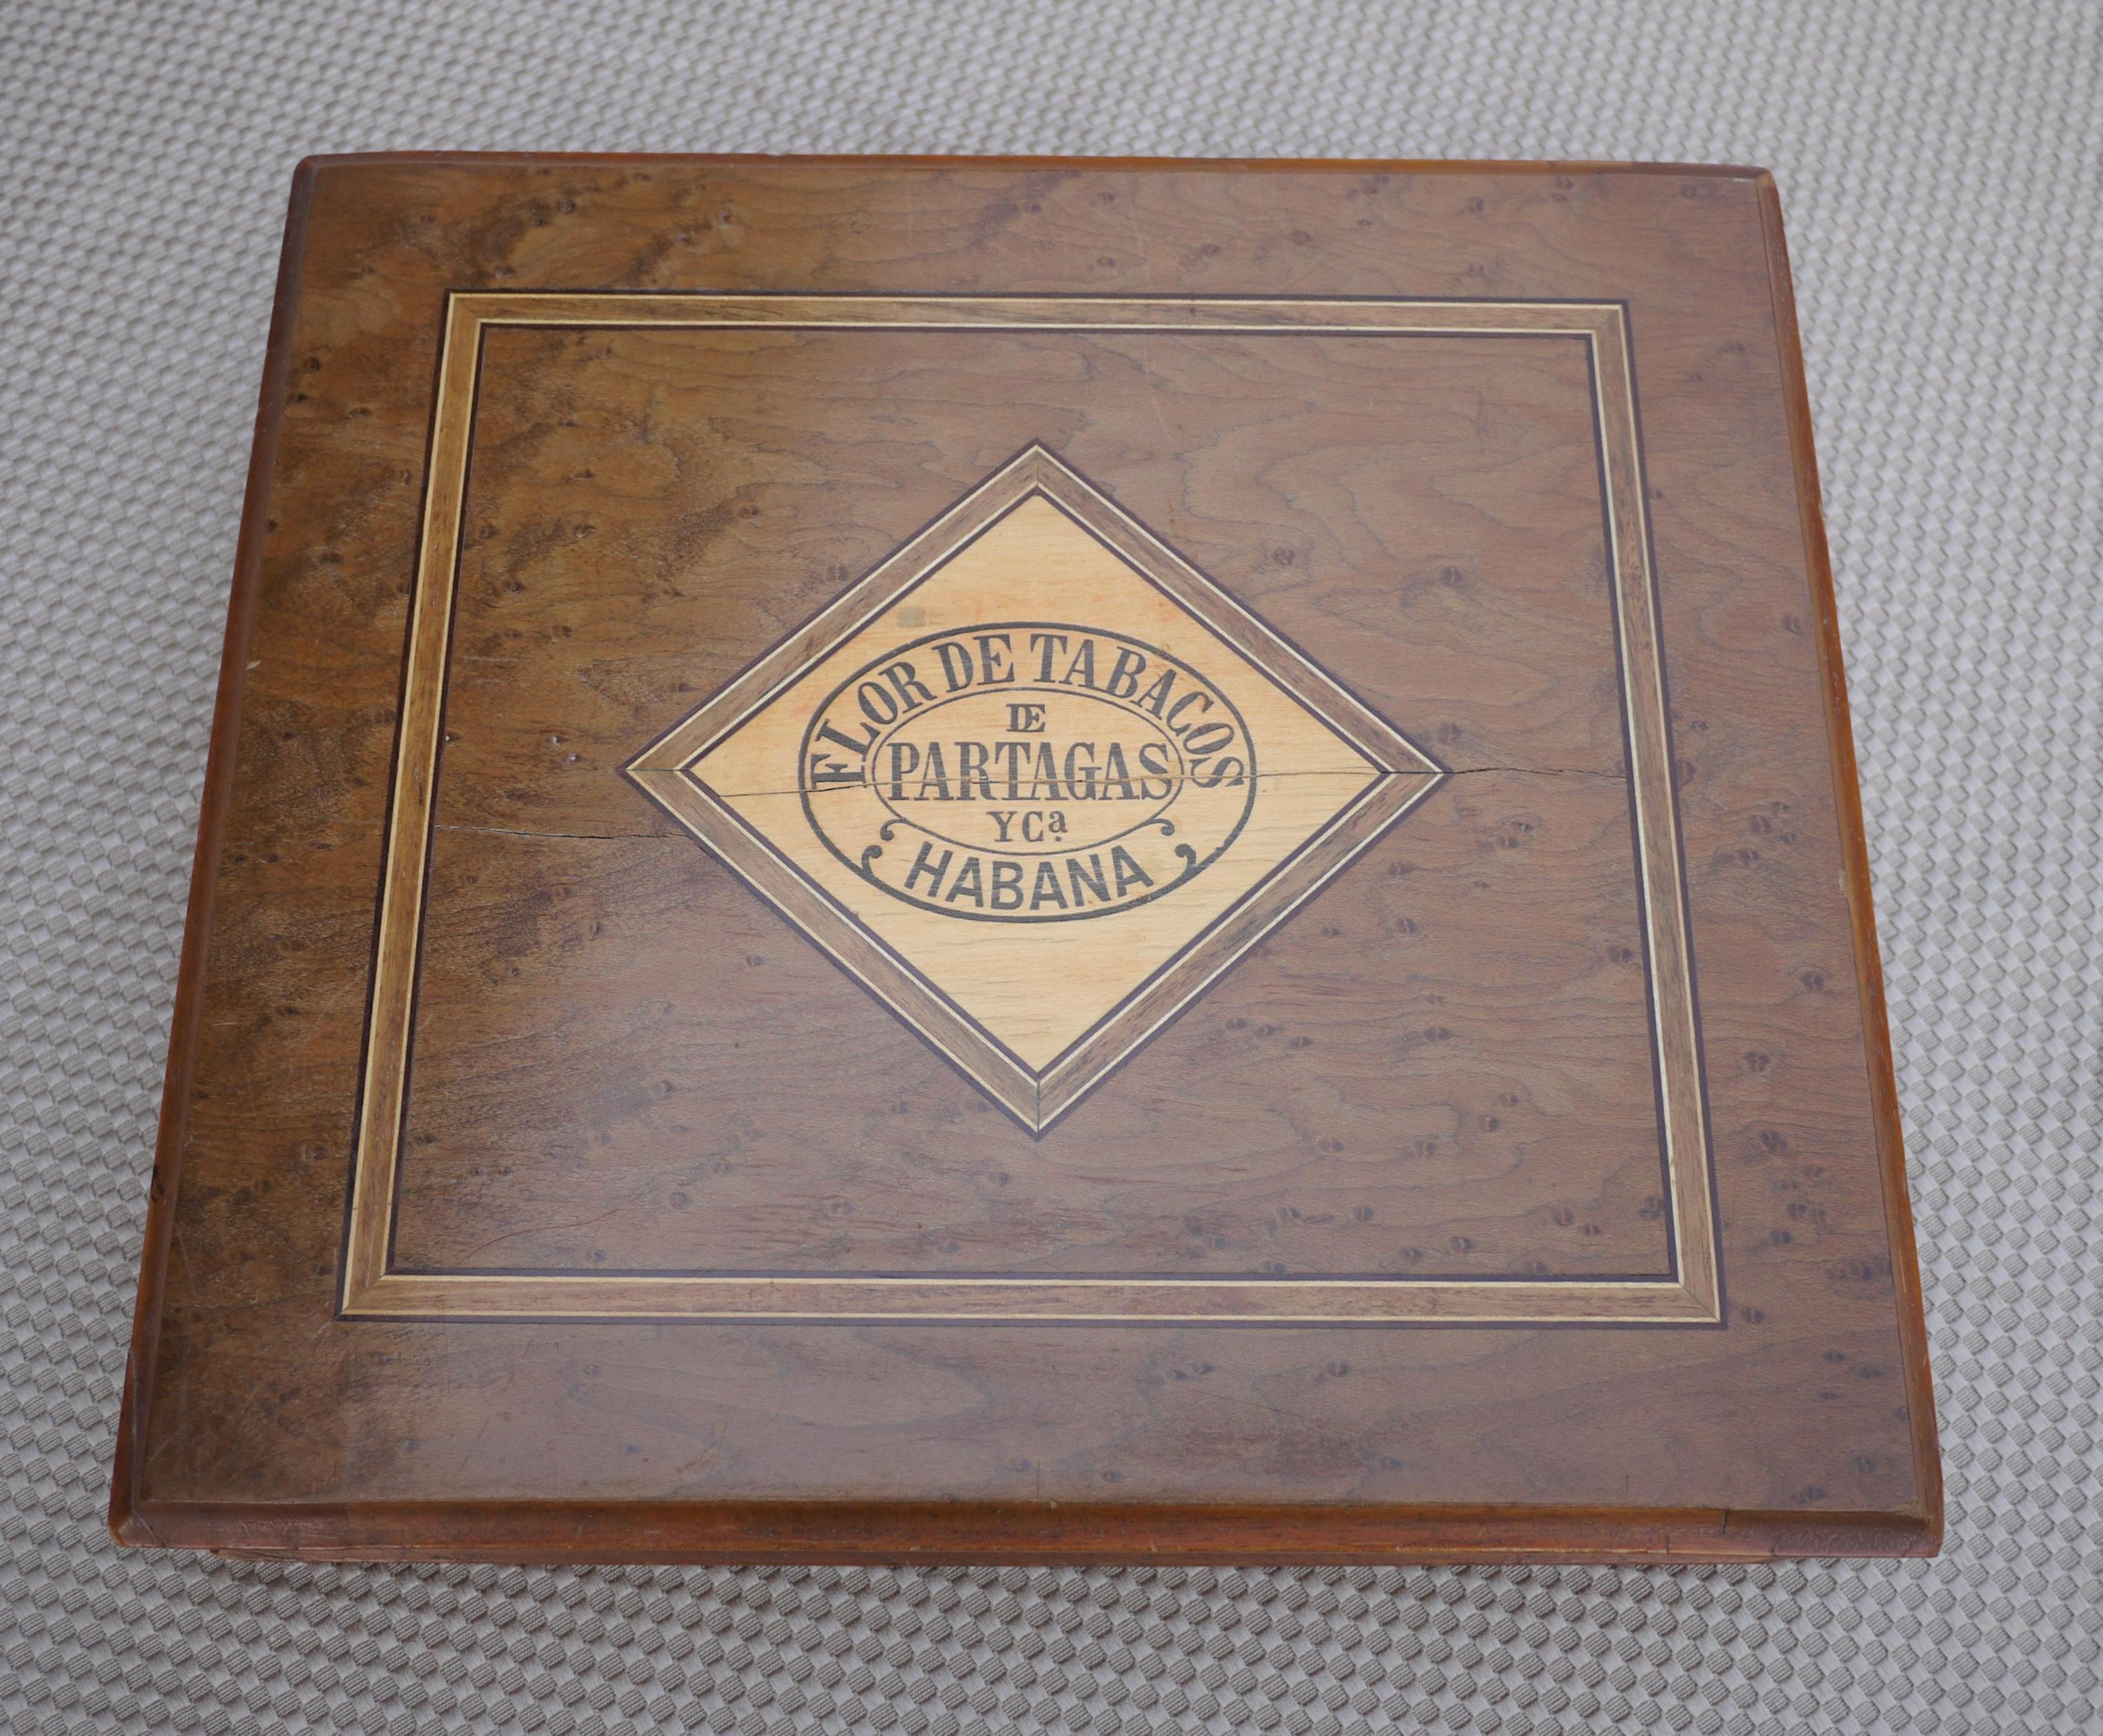 FLOR DE TABACOS
DE
PARTAGAS
Y Cª
HABANA